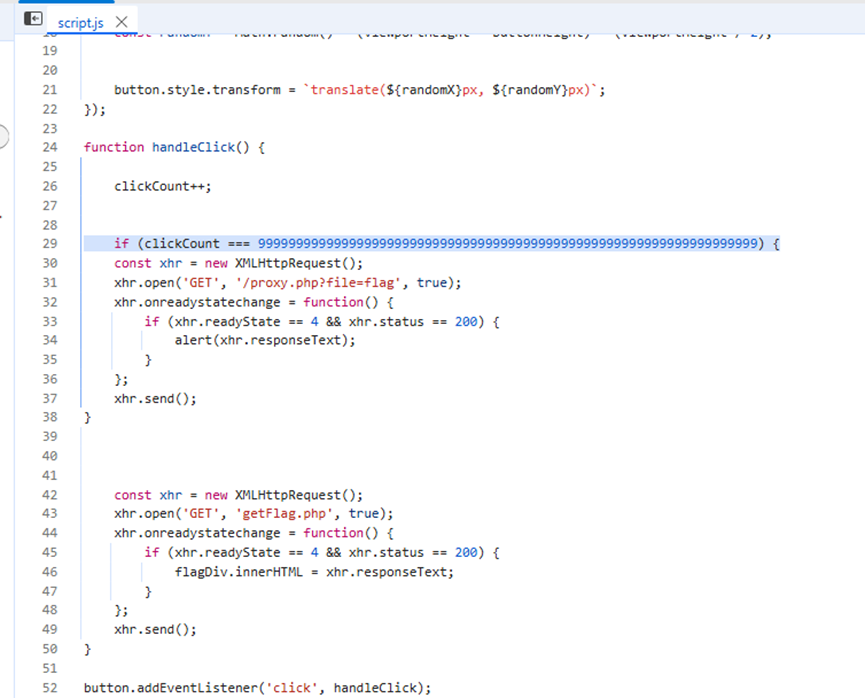 script.js
19
20
21 button.style.transform = `translate(${randomX}px, ${randomY}px)`;
22 });
23
24 function handleClick() {
25
26 clickCount++;
27
28
29 if (clickCount === 999999999999999999999999999999999999999999999999999999999999999999) {
30 const xhr = new XMLHttpRequest();
31 xhr.open('GET', '/proxy.php?file=flag', true);
32 xhr.onreadystatechange = function() {
33 if (xhr.readyState == 4 && xhr.status == 200) {
34 alert(xhr.responseText);
35 }
36 };
37 xhr.send();
38 }
39
40
41
42 const xhr = new XMLHttpRequest();
43 xhr.open('GET', 'getFlag.php', true);
44 xhr.onreadystatechange = function() {
45 if (xhr.readyState == 4 && xhr.status == 200) {
46 flagDiv.innerHTML = xhr.responseText;
47 }
48 };
49 xhr.send();
50 }
51
52 button.addEventListener('click', handleClick);